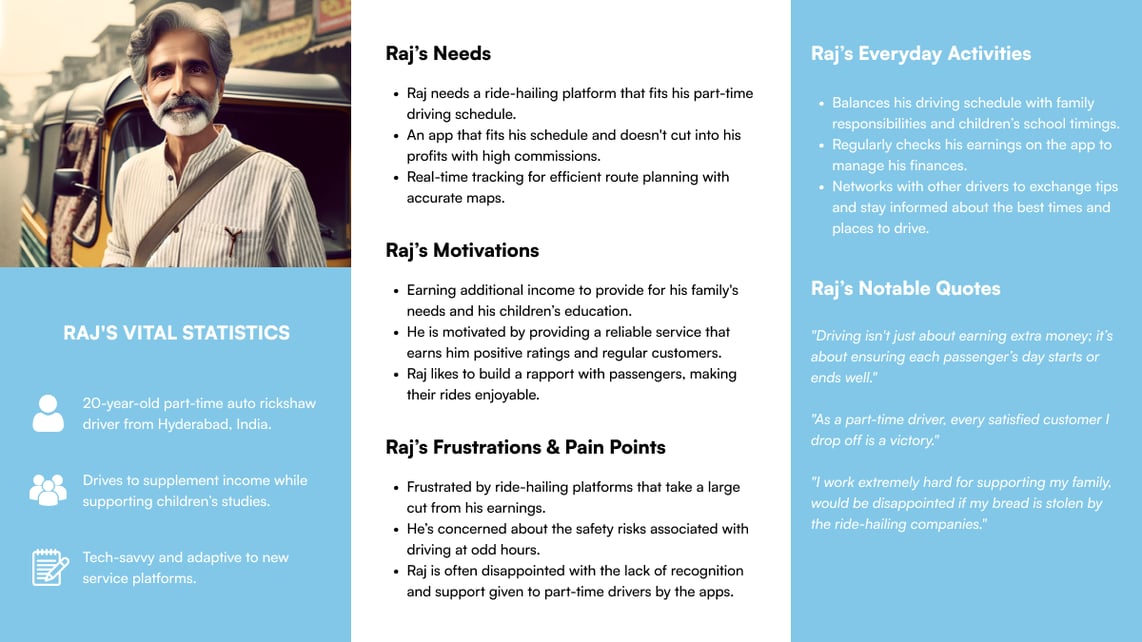 RAJ'S VITAL STATISTICS
20-year-old part-time auto rickshaw
driver from Hyderabad, India.
Drives to supplement income while
supporting children's studies.
Tech-savvy and adaptive to new
service platforms.
Raj's Needs
• Raj needs a ride-hailing platform that fits his part-time
driving schedule.
• An app that fits his schedule and doesn't cut into his
profits with high commissions.
• Real-time tracking for efficient route planning with
accurate maps.
Raj's Motivations
• Earning additional income to provide for his family's
needs and his children's education.
• He is motivated by providing a reliable service that
earns him positive ratings and regular customers.
• Raj likes to build a rapport with passengers, making
their rides enjoyable.
Raj's Frustrations & Pain Points
• Frustrated by ride-hailing platforms that take a large
cut from his earnings.
• He's concerned about the safety risks associated with
driving at odd hours.
• Raj is often disappointed with the lack of recognition
and support given to part-time drivers by the apps.
Raj's Everyday Activities
• Balances his driving schedule with family
responsibilities and children's school timings.
• Regularly checks his earnings on the app to
manage his finances.
• Networks with other drivers to exchange tips
and stay informed about the best times and
places to drive.
Raj's Notable Quotes
"Driving isn't just about earning extra money; it's
about ensuring each passenger's day starts or
ends well."
"As a part-time driver, every satisfied customer I
drop off is a victory."
"I work extremely hard for supporting my family,
would be disappointed if my bread is stolen by
the ride-hailing companies."